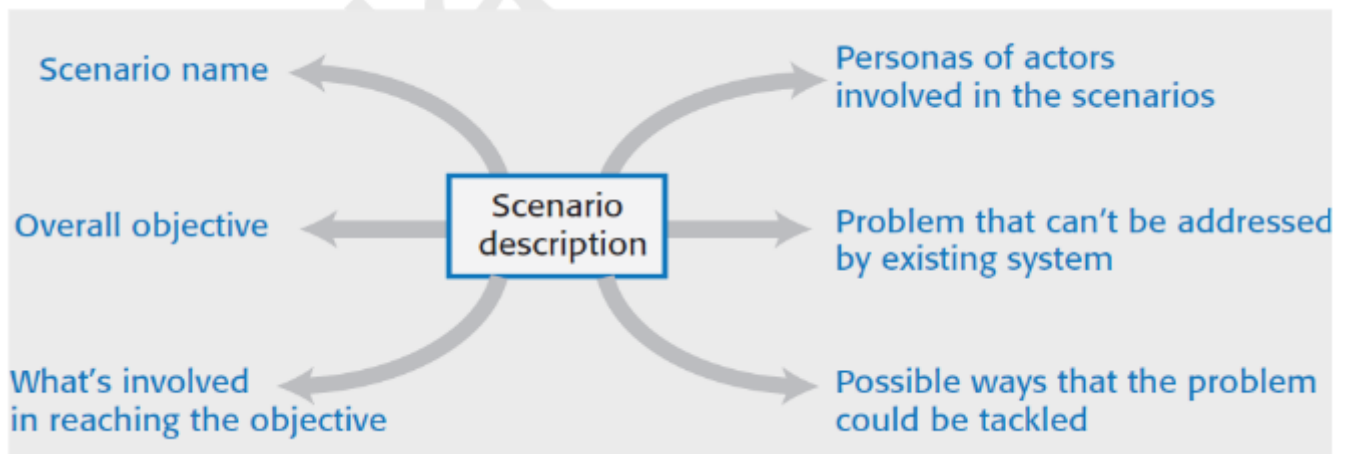 Scenario name
Personas of actors
involved in the scenarios
Scenario
description
Overall objective
Problem that can't be addressed
by existing system
What's involved
in reaching the objective
Possible ways that the problem
could be tackled